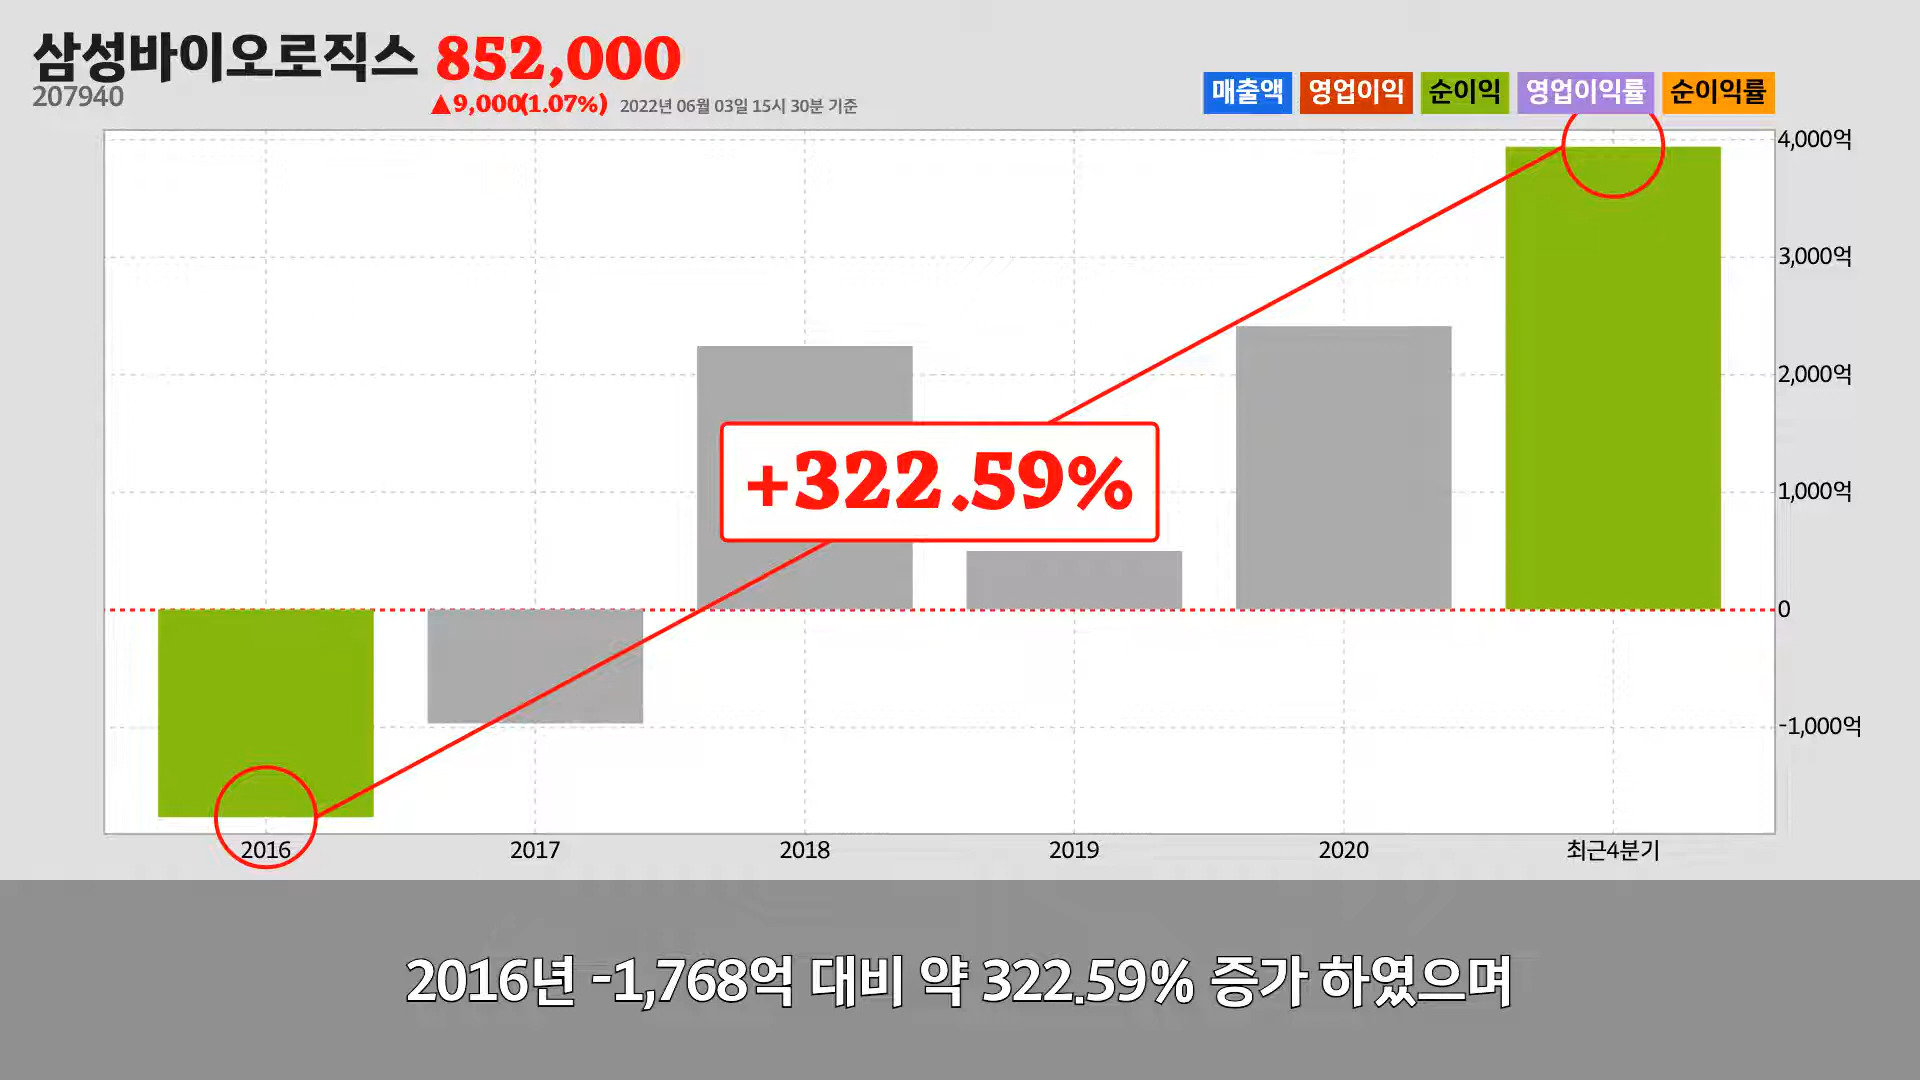 삼성바이오로직스 852,000
207940
▲9,000(1.07%) 2022년 06월 03일 15시 30분 기준
매출액 영업이익 순이익 영업이익률 순이익률
4,000억
3,000억
2,000억
+322.59%
1,000억
0
-1,000억
2016 2017 2018 2019 2020 최근4분기
2016년 -1,768억 대비 약 322.59% 증가 하였으며